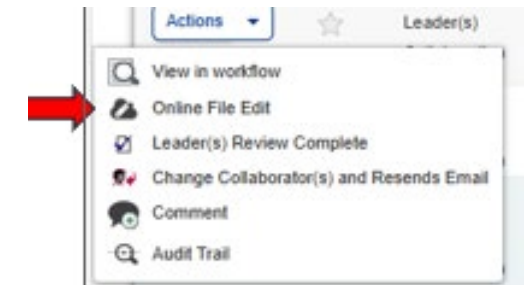 Actions
Leader(s)
View in workflow
Online File Edit
Leader(s) Review Complete
Change Collaborator(s) and Resends Email
Comment
Audit Trail